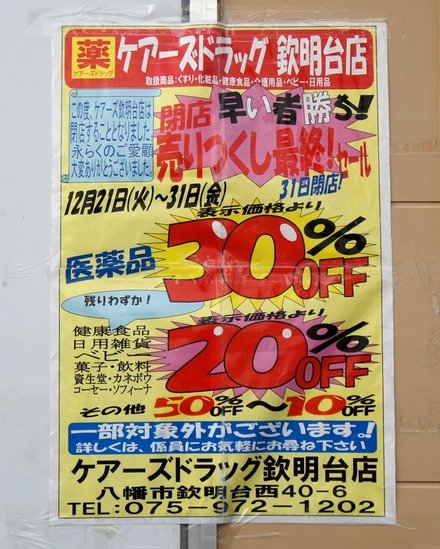 薬 ケアーズドラッグ 欽明台店
ケアーズドラッグ
取扱商品:くすり・化粧品・健康食品・介護用品・ベビー・日用品
この度、ケアーズ欽明台店は
閉店することとなりました
永らくのご愛顧
大変ありがとうございました。
早い者勝ち!
閉店
売りつくし最終!セール
31日閉店!
12月21日(火)~31日(金)
表示価格より
医薬品
30%OFF
残りわずか!
表示価格より
健康食品
日用雑貨
ベビー
菓子・飲料
資生堂・カネボウ
コーセー・ソフィーナ
20%OFF
その他 50%OFF~10%OFF
一部対象外がございます。!
詳しくは、係員にお気軽にお尋ね下さい
ケアーズドラッグ欽明台店
八幡市欽明台西40-6
TEL:075-972-1202